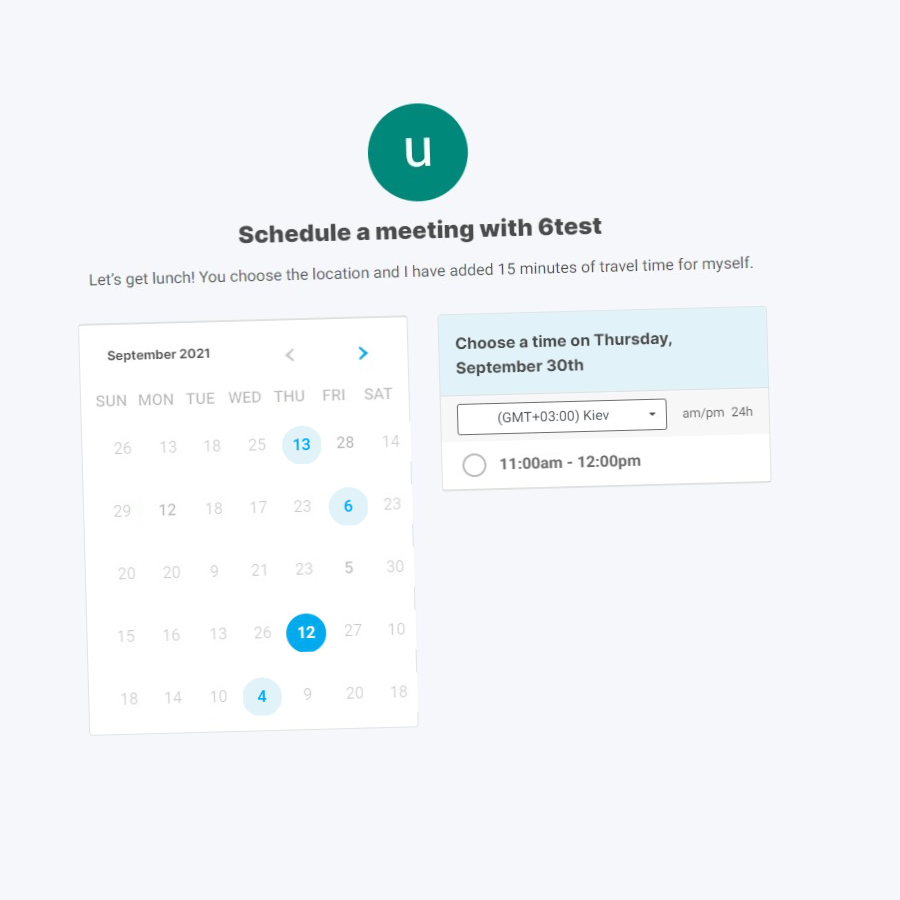 u
Schedule a meeting with 6test
Let's get lunch! You choose the location and I have added 15 minutes of travel time for myself.
September 2021
SUN MON TUE WED THU FRI SAT
26 13 18 25 13 28 14
29 12 18 17 23 6 23
20 20 9 21 23 5 30
15 16 13 26 12 27 10
18 14 10 4 9 20 18
Choose a time on Thursday,
September 30th
(GMT+03:00) Kiev am/pm 24h
11:00am - 12:00pm